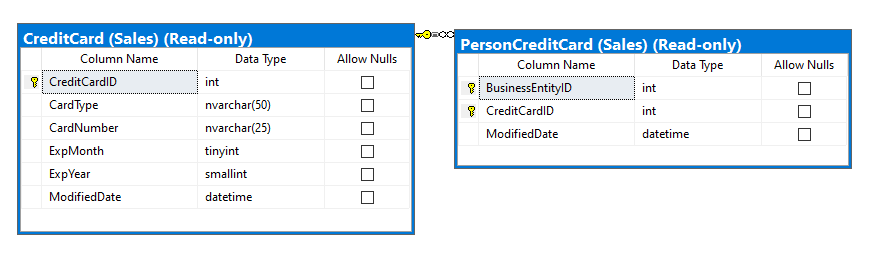 CreditCard (Sales) (Read-only)
Column Name Data Type Allow Nulls
CreditCardID int
CardType nvarchar(50)
CardNumber nvarchar(25)
ExpMonth tinyint
ExpYear smallint
ModifiedDate datetime
PersonCreditCard (Sales) (Read-only)
Column Name Data Type Allow Nulls
BusinessEntityID int
CreditCardID int
ModifiedDate datetime